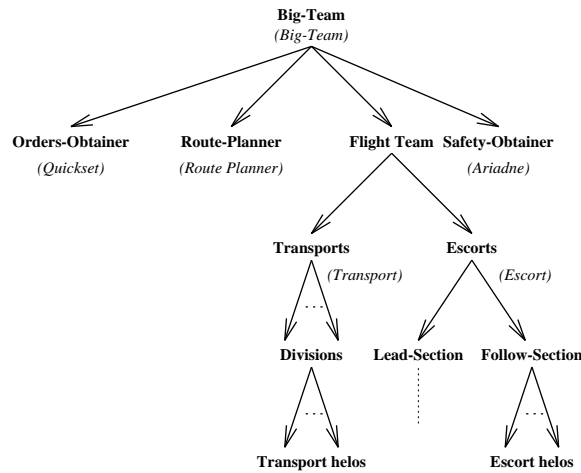 Big-Team
(Big-Team)
Orders-Obtainer Route-Planner Flight Team Safety-Obtainer
(Quickset) (Route Planner) (Ariadne)
Transports Escorts
(Transport) (Escort)
...
Divisions Lead-Section Follow-Section
... ...
Transport helos Escort helos